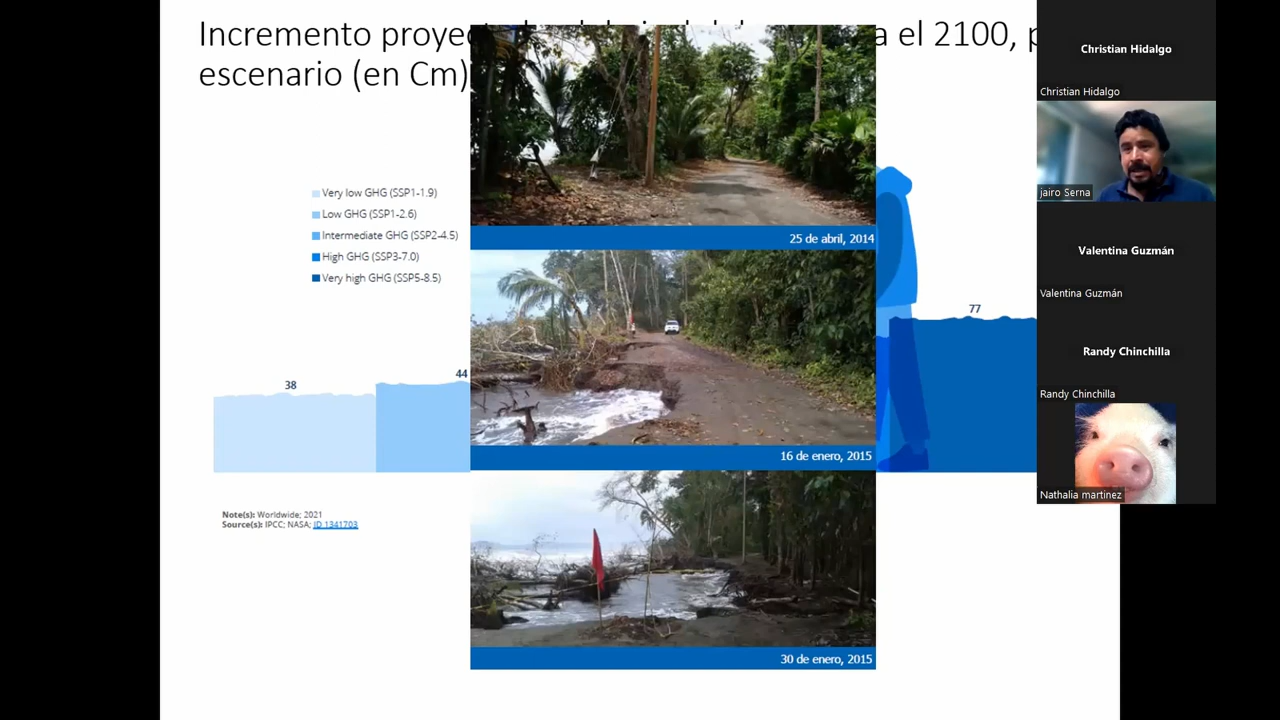 Incremento
a el 2100,
escenario (en Cm)
Very low GHG (SSP1-1.9)
Low GHG (SSP1-2.6)
Intermediate GHG (SSP2-4.5)
High GHG (SSP3-7.0)
Very high GHG (SSP5-8.5)
38
44
77
Note(s): Worldwide; 2021
Source(s): IPCC; NASA; ID 1341703
25 de abril, 2014
16 de enero, 2015
30 de enero, 2015
Christian Hidalgo
Christian Hidalgo
jairo Serna
Valentina Guzmán
Valentina Guzmán
Randy Chinchilla
Randy Chinchilla
Nathalia martinez